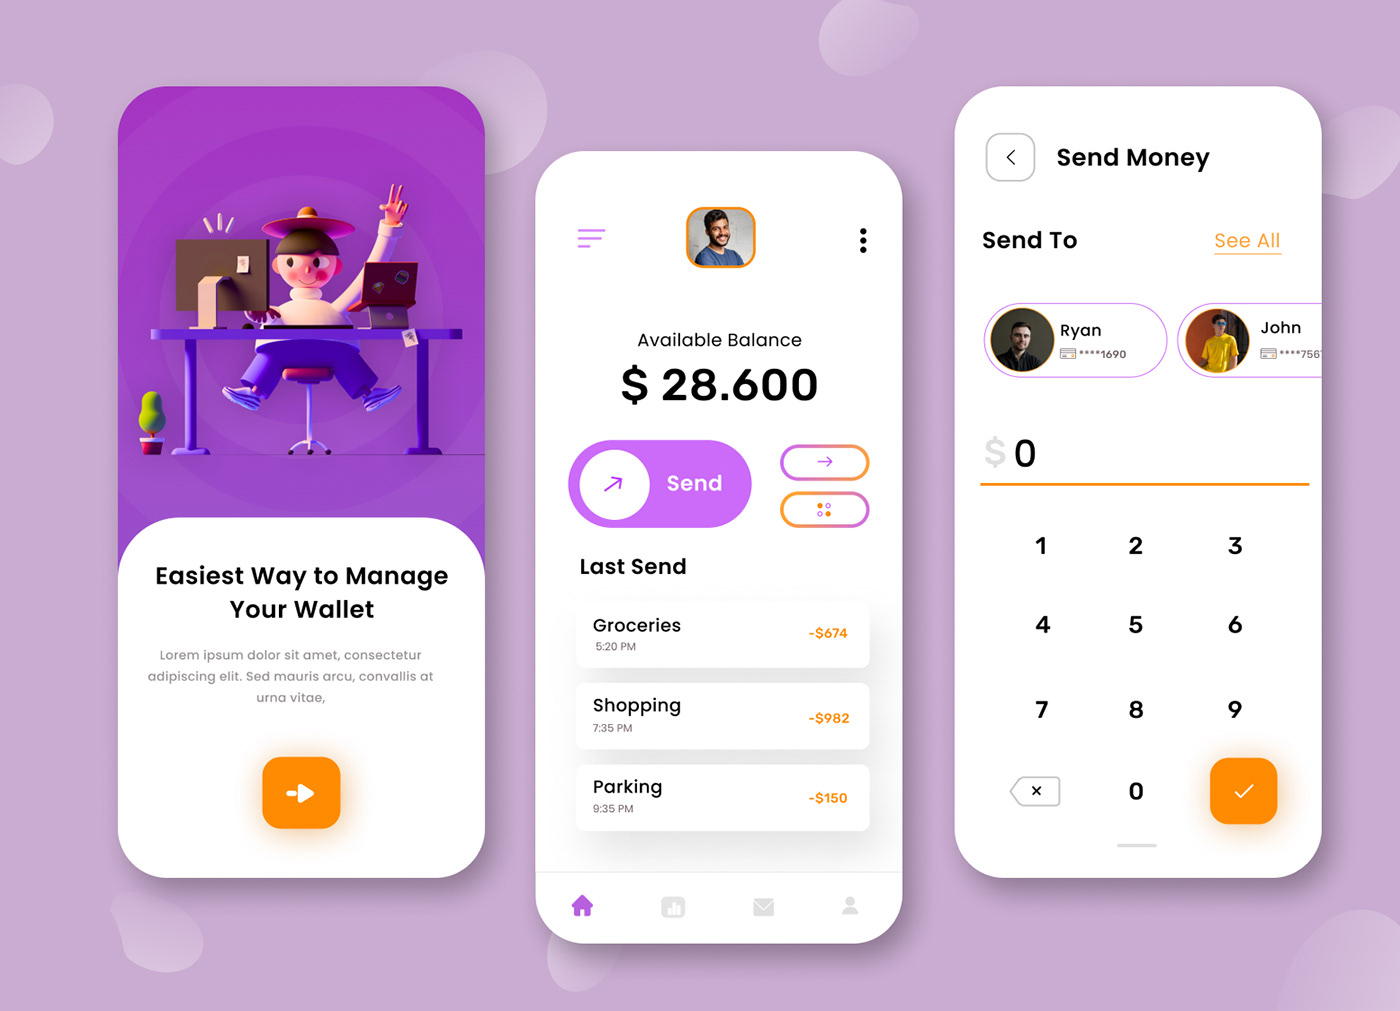 Easiest Way to Manage
Your Wallet
Lorem ipsum dolor sit amet, consectetur
adipiscing elit. Sed mauris arcu, convallis at
urna vitae,
Available Balance
$ 28.600
Send
Last Send
Groceries
5:20 PM
-$674
Shopping
7:35 PM
-$982
Parking
9:35 PM
-$150
Send Money
Send To
See All
Ryan
****1690
John
****756
$ 0
1 2 3
4 5 6
7 8 9
0